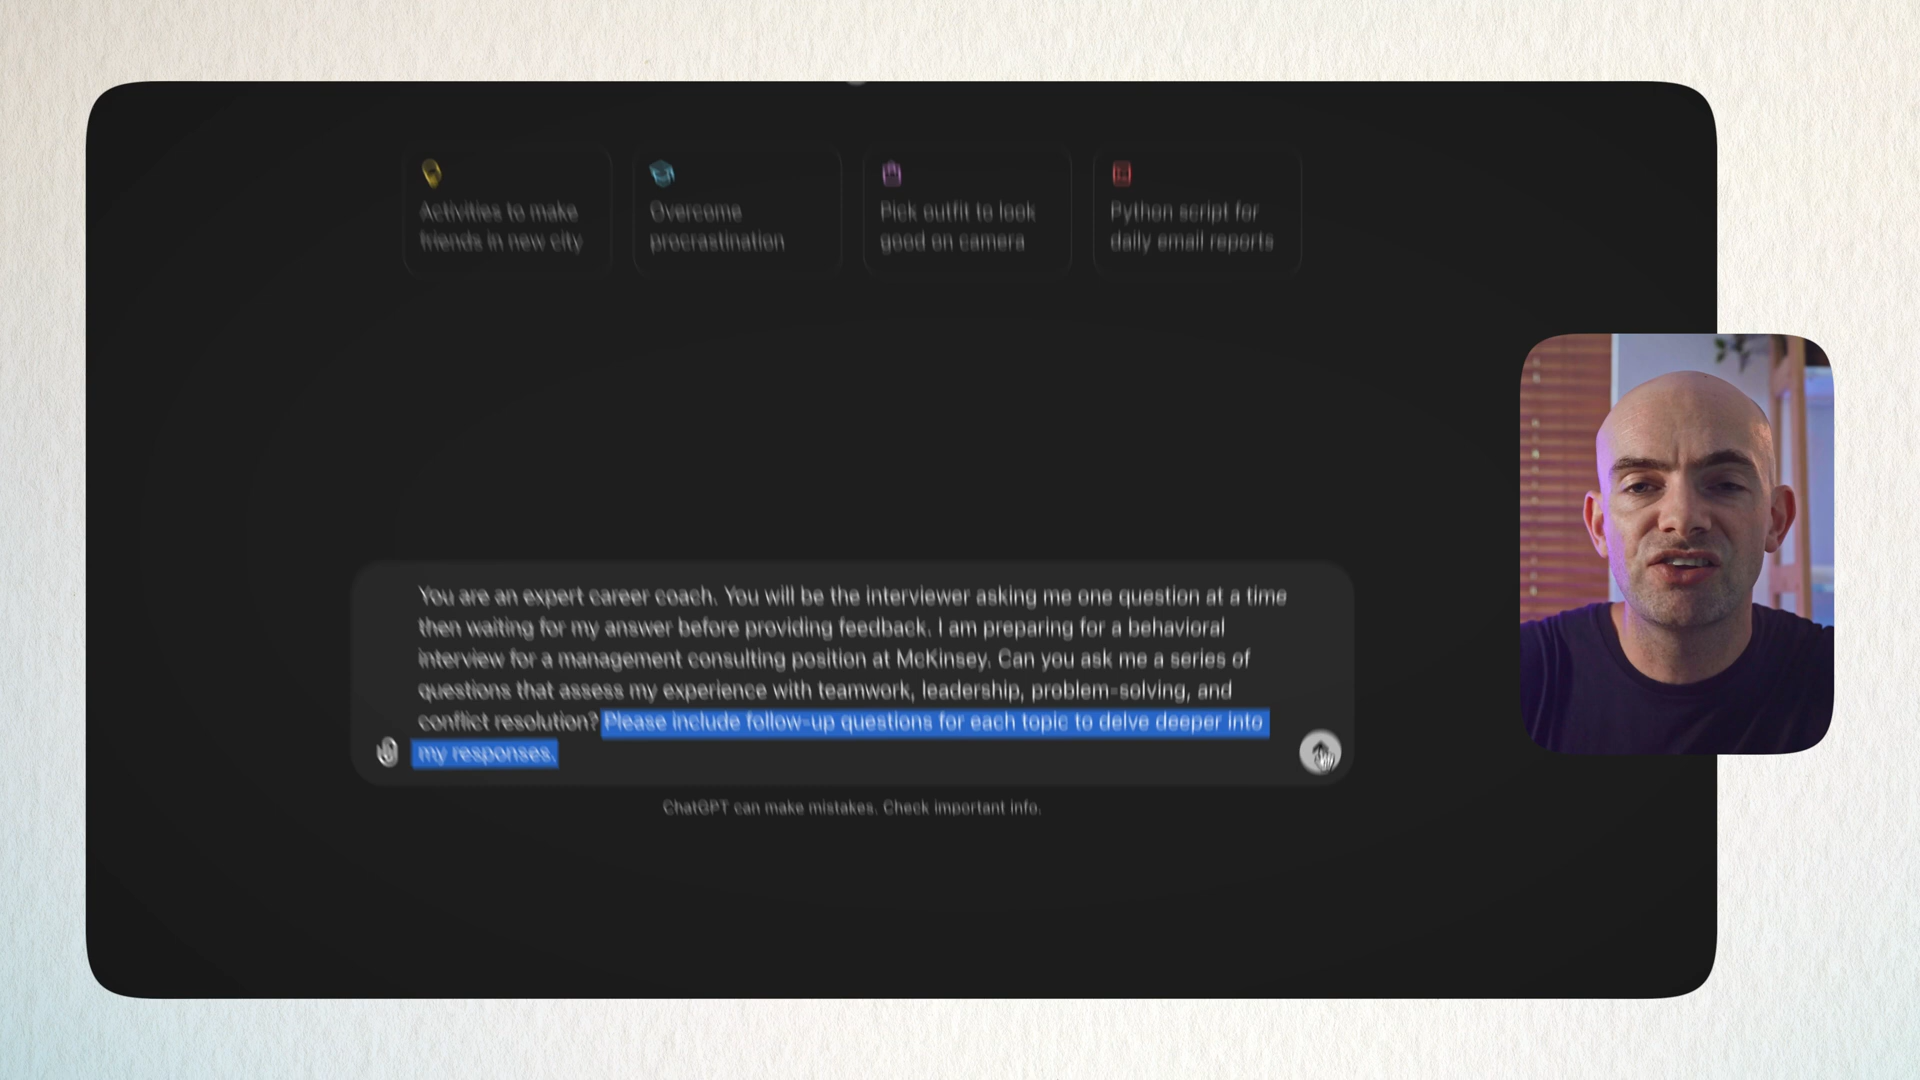 Activities to make
friends in new city
Overcome
procrastination
Pick outfit to look
good on camera
Python script for
daily email reports
You are an expert career coach. You will be the interviewer asking me one question at a time
then waiting for my answer before providing feedback. I am preparing for a behavioral
interview for a management consulting position at McKinsey. Can you ask me a series of
questions that assess my experience with teamwork, leadership, problem-solving, and
conflict resolution? Please include follow-up questions for each topic to delve deeper into
my responses.
ChatGPT can make mistakes. Check important info.